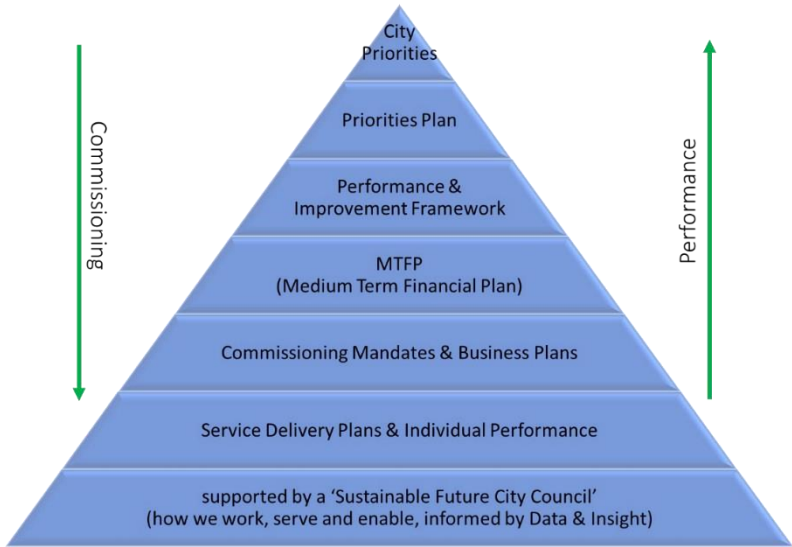 City
Priorities
Priorities Plan
Performance &
Improvement Framework
MTFP
(Medium Term Financial Plan)
Commissioning Mandates & Business Plans
Service Delivery Plans & Individual Performance
supported by a ‘Sustainable Future City Council’
(how we work, serve and enable, informed by Data & Insight)
Commissioning
Performance